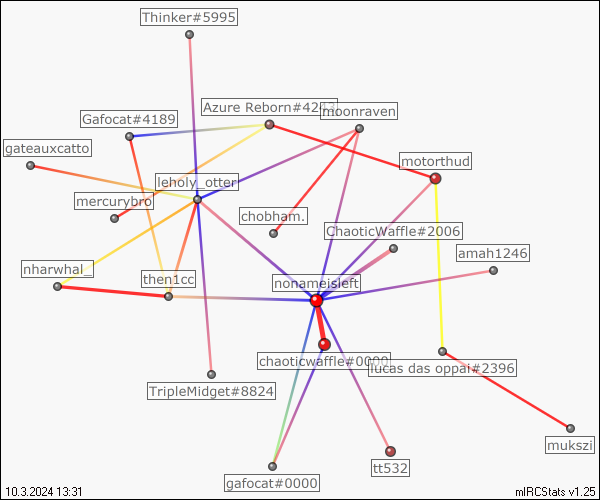 Thinker#5995
Azure Reborn#4243
moonraven
Gafocat#4189
gateauxcatto
motorthud
leholy_otter
mercurybro
chobham.
ChaoticWaffle#2006
amah1246
nharwhal_
then1cc
nonameisleft
chaoticwaffle#0000
lucas das oppai#2396
TripleMidget#8824
mukszi
tt532
gafocat#0000
10.3.2024 13:31
mIRCStats v1.25